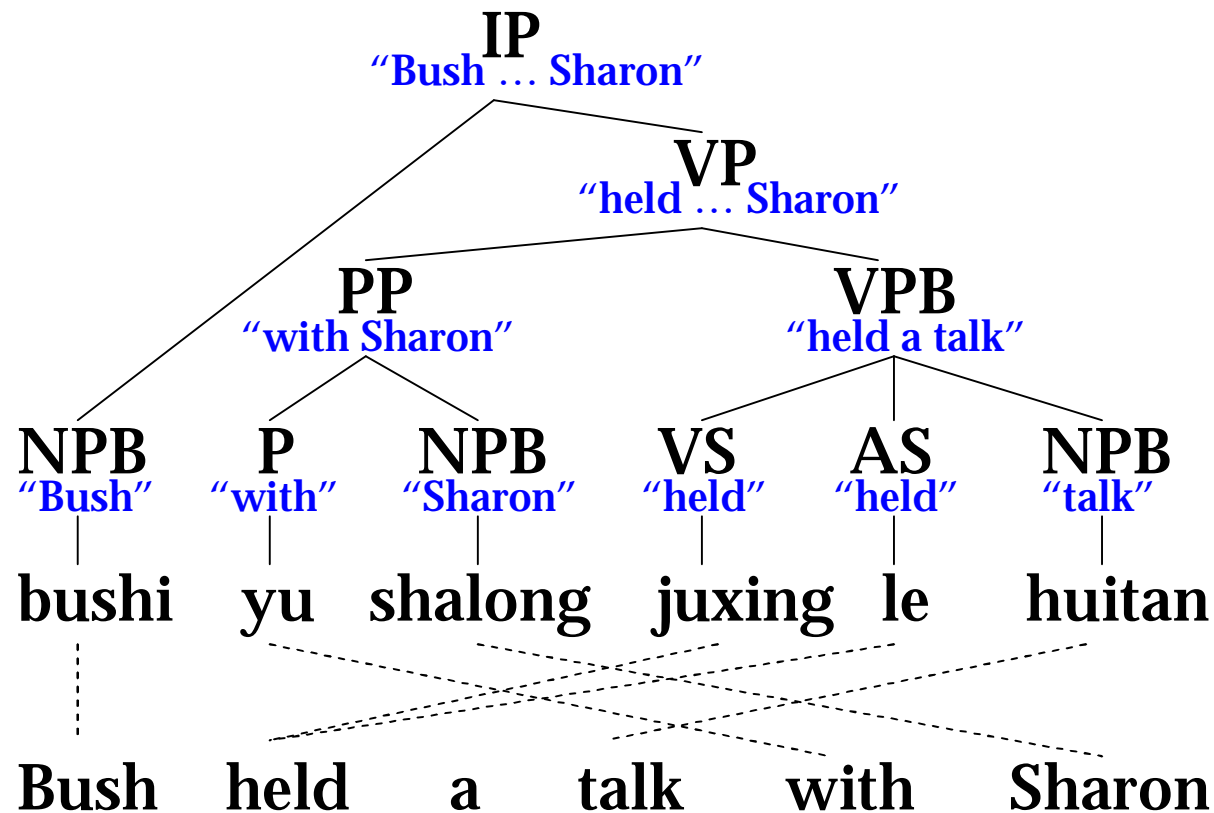 IP
“Bush … Sharon”
VP
“held … Sharon”
PP VPB
“with Sharon” “held a talk”
NPB P NPB VS AS NPB
“Bush” “with” “Sharon” “held” “held” “talk”
bushi yu shalong juxing le huitan
Bush held a talk with Sharon